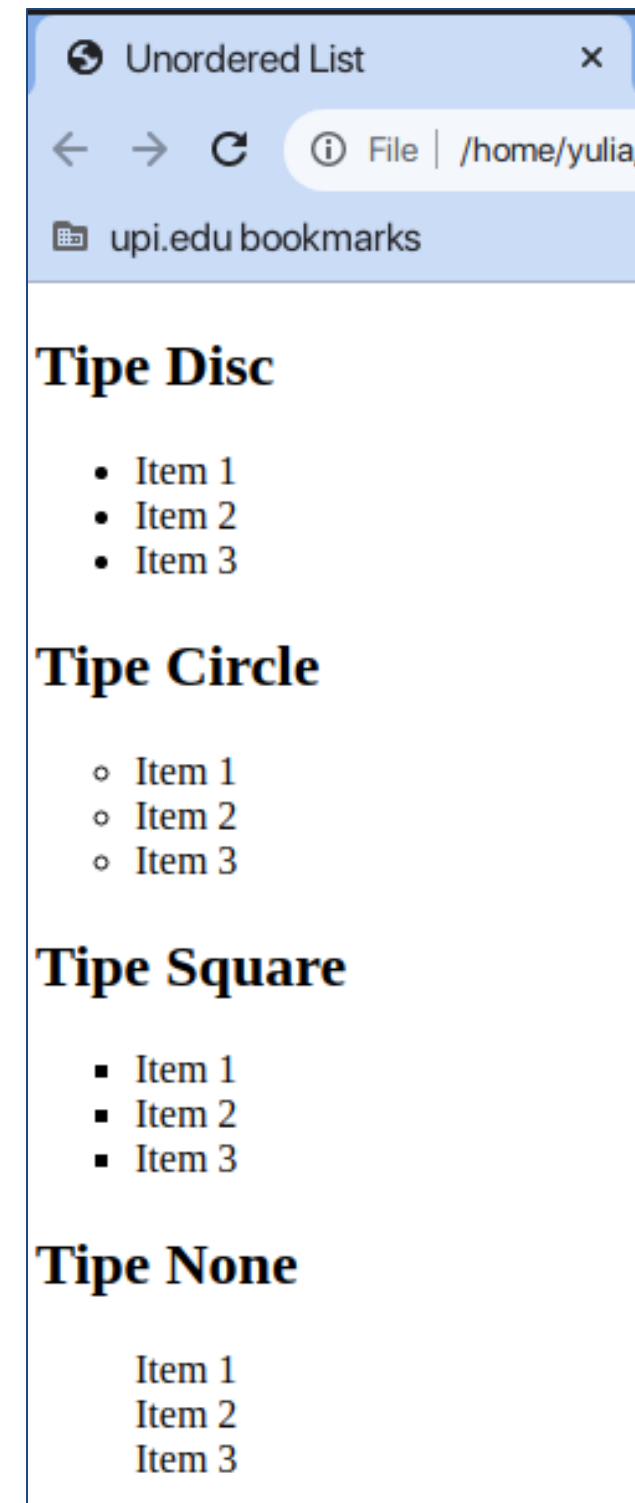 Unordered List
File /home/yulia/
upi.edu bookmarks
Tipe Disc
Item 1
Item 2
Item 3
Tipe Circle
Item 1
Item 2
Item 3
Tipe Square
Item 1
Item 2
Item 3
Tipe None
Item 1
Item 2
Item 3